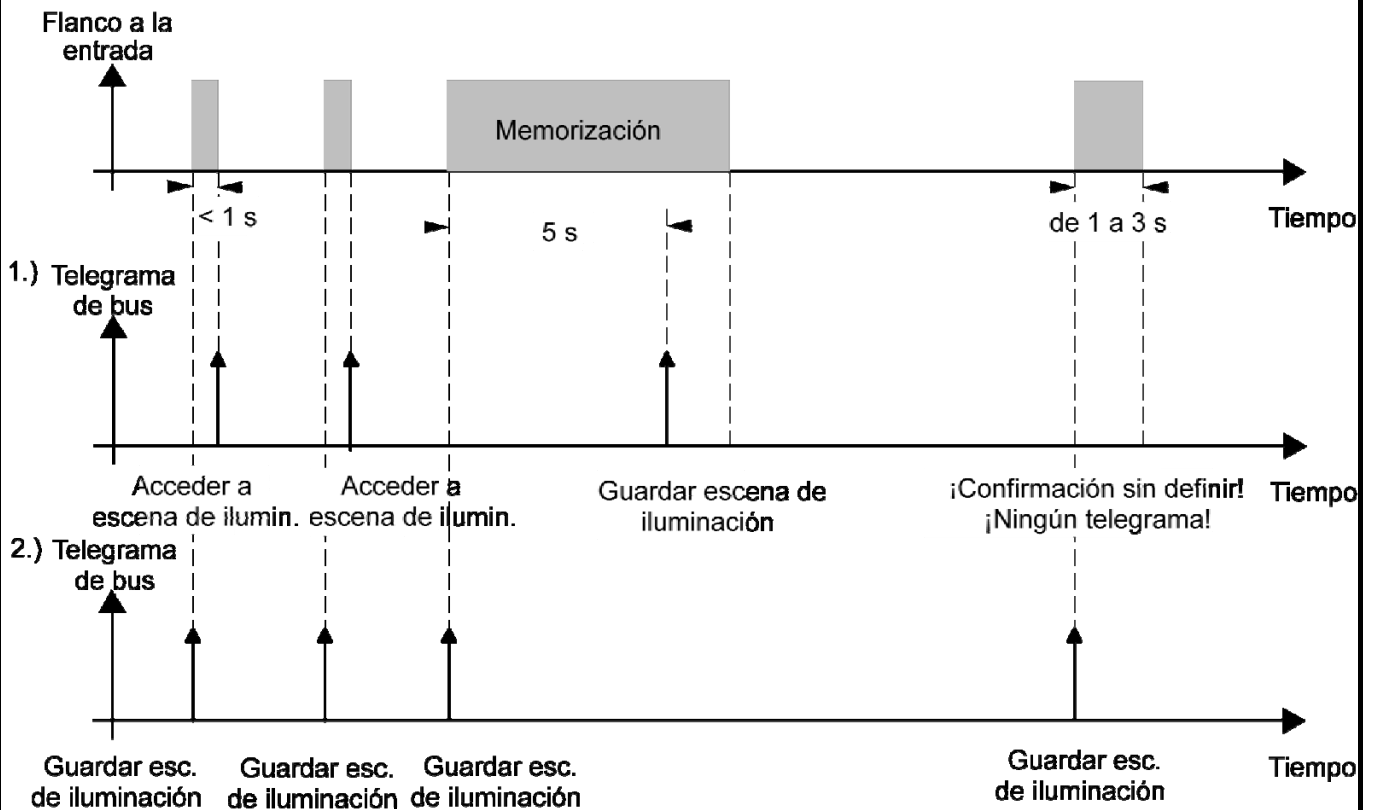 Flanco a la
entrada
Memorización
< 1 s
5 s
de 1 a 3 s
Tiempo
1.) Telegrama
de bus
Acceder a
escena de ilumin.
Acceder a
escena de ilumin.
Guardar escena de
iluminación
¡Confirmación sin definir!
¡Ningún telegrama!
Tiempo
2.) Telegrama
de bus
Guardar esc.
de iluminación
Guardar esc.
de iluminación
Guardar esc.
de iluminación
Guardar esc.
de iluminación
Tiempo